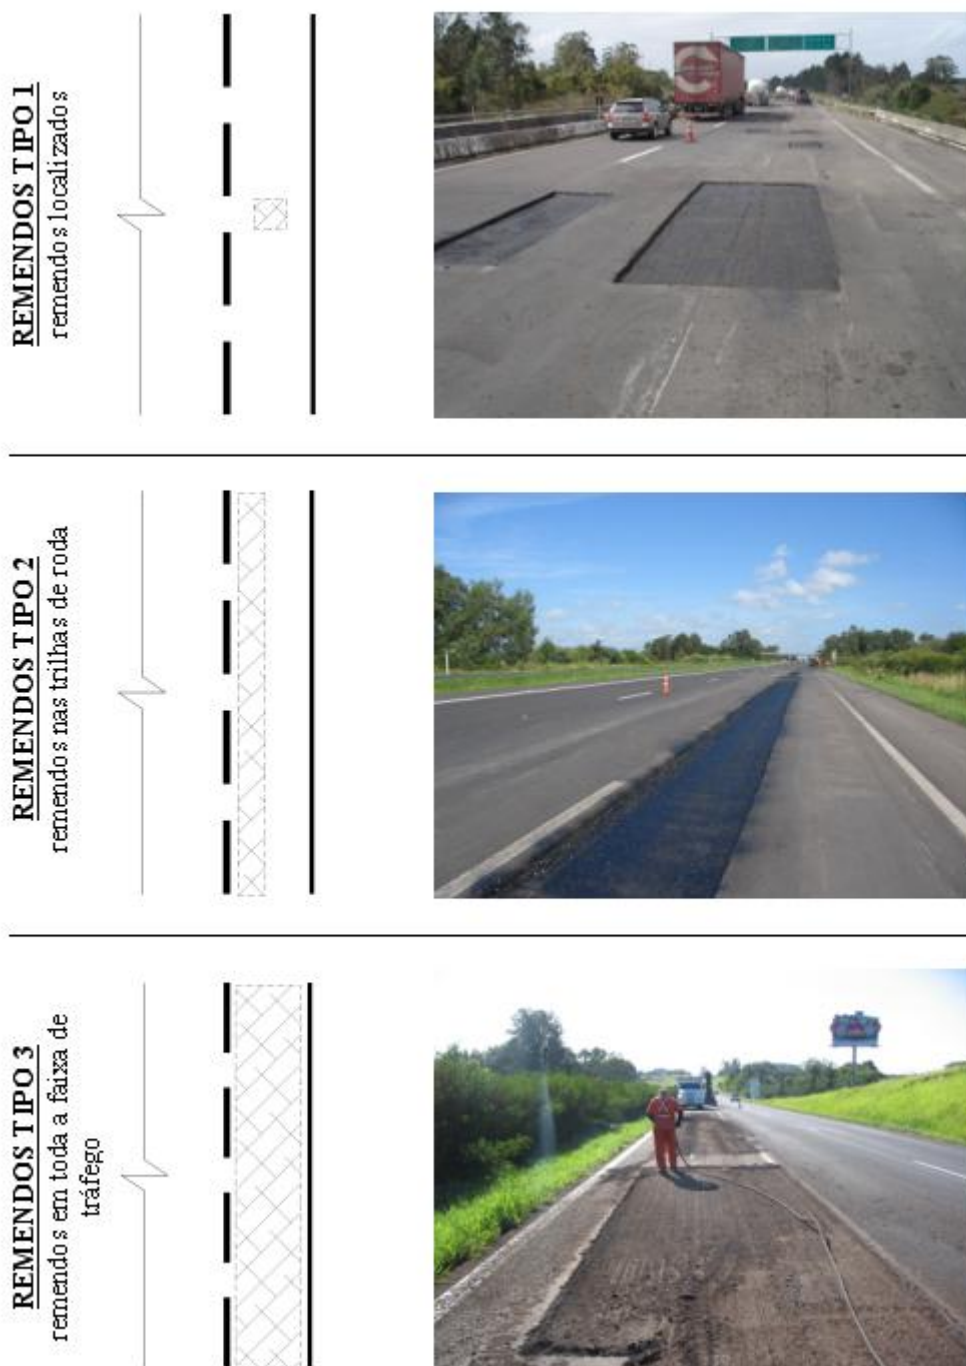 REMENDOS TIPO 1
remendos localizados
REMENDOS TIPO 2
remendos nas trilhas de roda
REMENDOS TIPO 3
remendos em toda a faixa de
tráfego